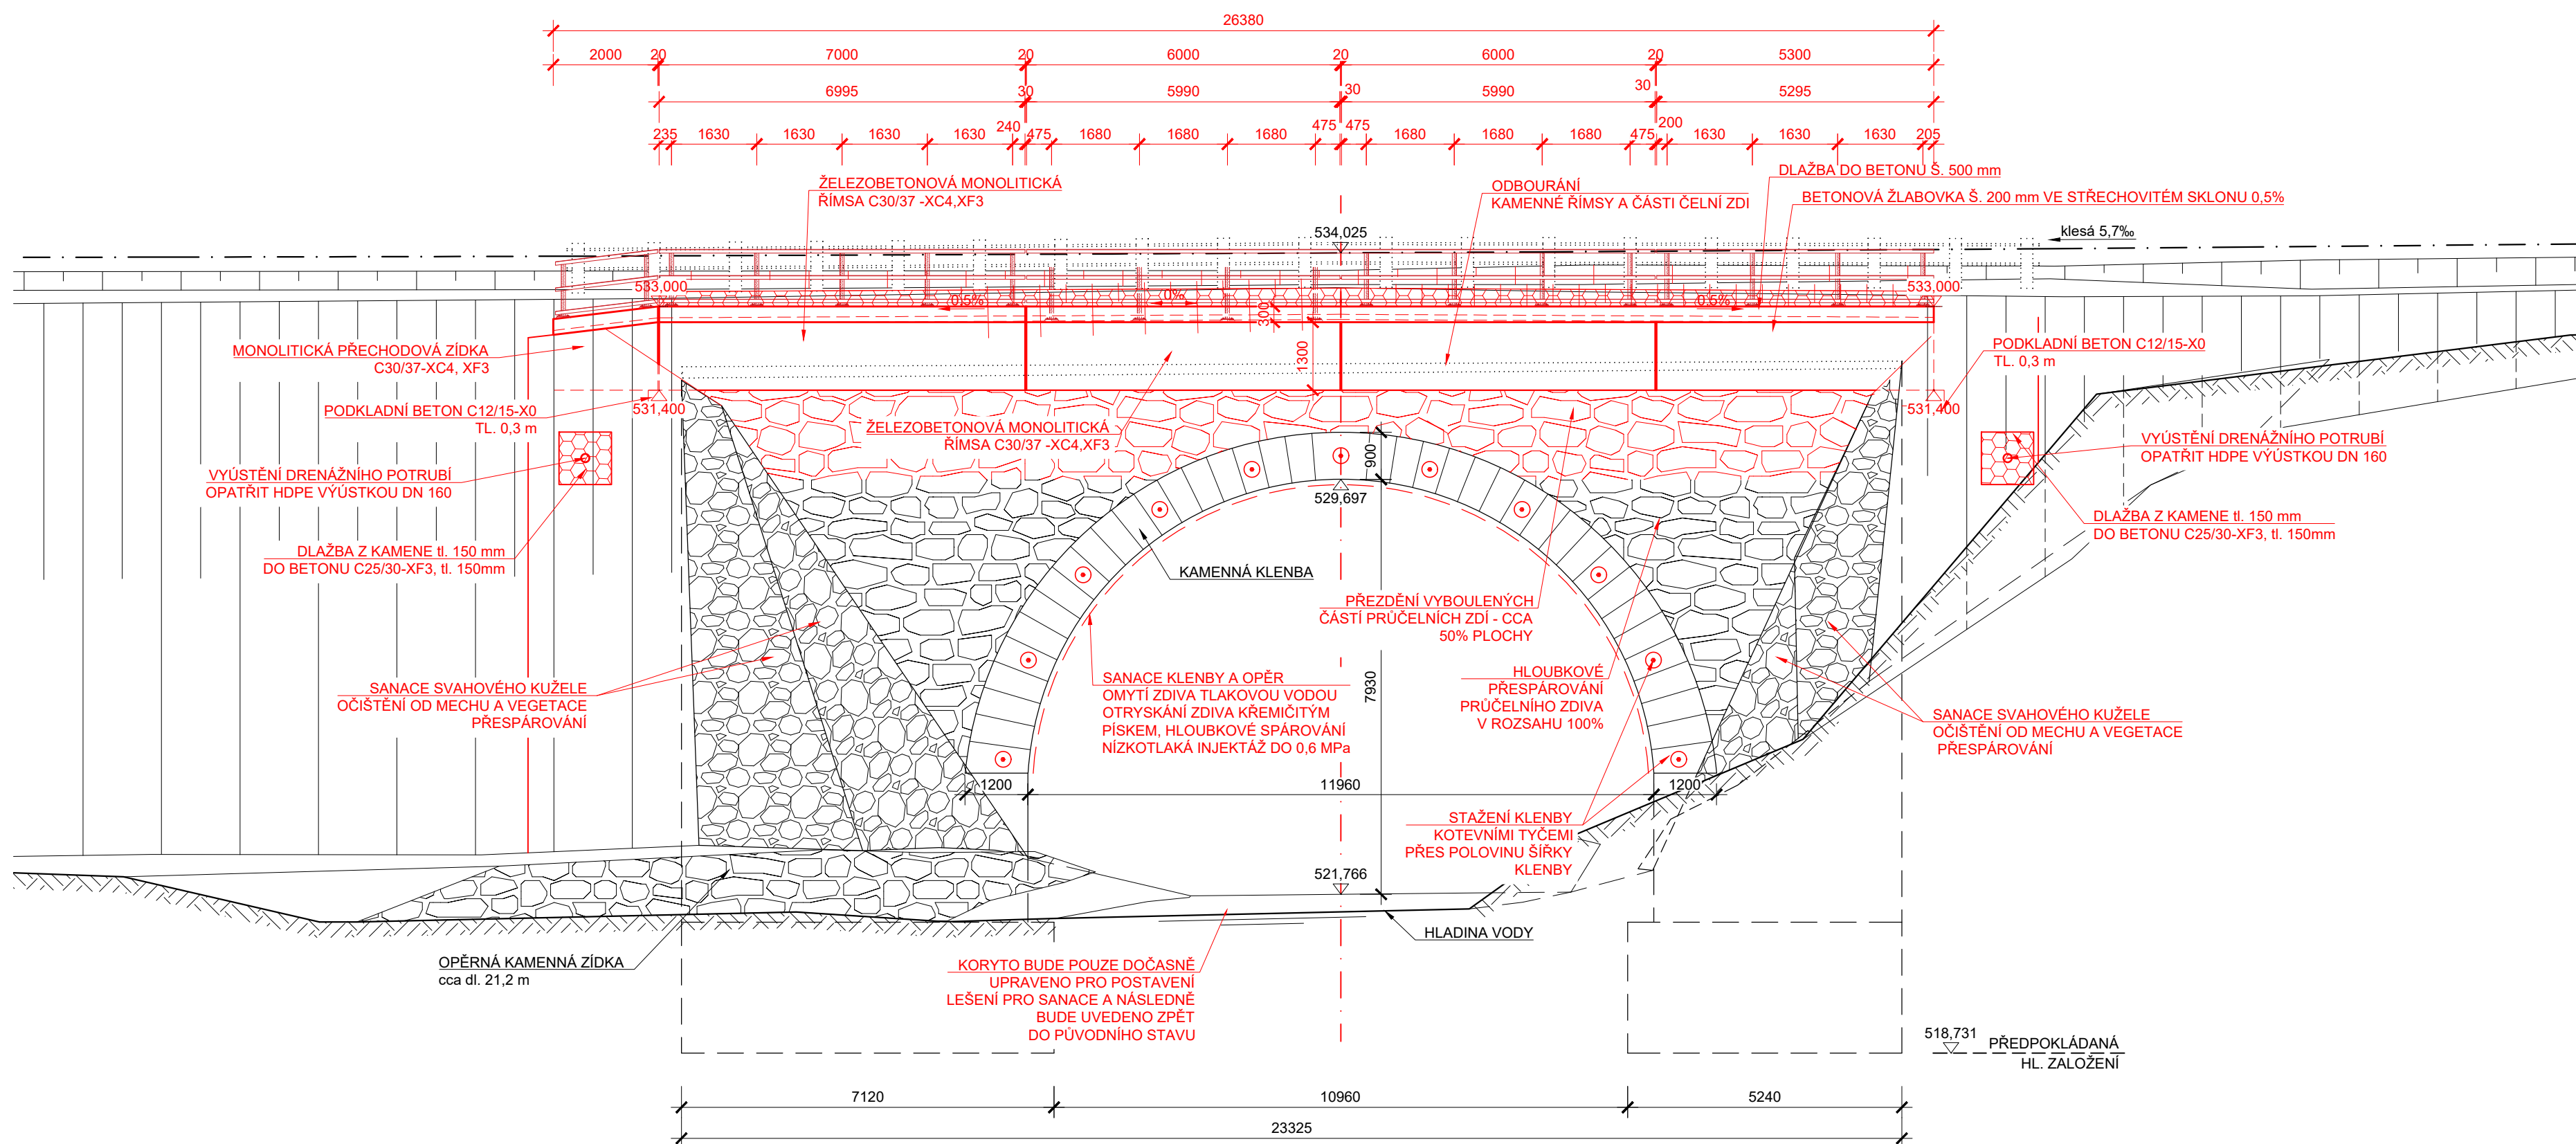 26380
2000 20 7000 20 6000 20 6000 20 5300
6995 30 5990 30 5990 30 5295
235 1630 1630 1630 1630 240 475 1680 1680 1680 475 475 1680 1680 1680 475 200 1630 1630 1630 205
ŽELEZOBETONOVÁ MONOLITICKÁ
ŘÍMSA C30/37 -XC4,XF3
ODBOURÁNÍ
KAMENNÉ ŘÍMSY A ČÁSTI ČELNÍ ZDI
DLAŽBA DO BETONU Š. 500 mm
BETONOVÁ ŽLABOVKA Š. 200 mm VE STŘECHOVITÉM SKLONU 0,5%
534,025
klesá 5,7‰
533,000
0,5%
0%
0,5%
533,000
300
1300
MONOLITICKÁ PŘECHODOVÁ ZÍDKA
C30/37-XC4, XF3
PODKLADNÍ BETON C12/15-X0
TL. 0,3 m
PODKLADNÍ BETON C12/15-X0
TL. 0,3 m
531,400
531,400
ŽELEZOBETONOVÁ MONOLITICKÁ
ŘÍMSA C30/37 -XC4,XF3
900
529,697
VYÚSTĚNÍ DRENÁŽNÍHO POTRUBÍ
OPATŘIT HDPE VÝÚSTKOU DN 160
VYÚSTĚNÍ DRENÁŽNÍHO POTRUBÍ
OPATŘIT HDPE VÝÚSTKOU DN 160
DLAŽBA Z KAMENE tl. 150 mm
DO BETONU C25/30-XF3, tl. 150mm
DLAŽBA Z KAMENE tl. 150 mm
DO BETONU C25/30-XF3, tl. 150mm
KAMENNÁ KLENBA
PŘEZDĚNÍ VYBOULENÝCH
ČÁSTÍ PRŮČELNÍCH ZDÍ - CCA
50% PLOCHY
SANACE SVAHOVÉHO KUŽELE
OČIŠTĚNÍ OD MECHU A VEGETACE
PŘESPÁROVÁNÍ
SANACE KLENBY A OPĚR
OMYTÍ ZDIVA TLAKOVOU VODOU
OTRYSKÁNÍ ZDIVA KŘEMIČITÝM
PÍSKEM, HLOUBKOVÉ SPÁROVÁNÍ
NÍZKOTLAKÁ INJEKTÁŽ DO 0,6 MPa
7930
HLOUBKOVÉ
PŘESPÁROVÁNÍ
PRŮČELNÍHO ZDIVA
V ROZSAHU 100%
SANACE SVAHOVÉHO KUŽELE
OČIŠTĚNÍ OD MECHU A VEGETACE
PŘESPÁROVÁNÍ
1200 11960 1200
STAŽENÍ KLENBY
KOTEVNÍMI TYČEMI
PŘES POLOVINU ŠÍŘKY
KLENBY
521,766
HLADINA VODY
OPĚRNÁ KAMENNÁ ZÍDKA
cca dl. 21,2 m
KORYTO BUDE POUZE DOČASNĚ
UPRAVENO PRO POSTAVENÍ
LEŠENÍ PRO SANACE A NÁSLEDNĚ
BUDE UVEDENO ZPĚT
DO PŮVODNÍHO STAVU
518,731
PŘEDPOKLÁDANÁ
HL. ZALOŽENÍ
7120 10960 5240
23325